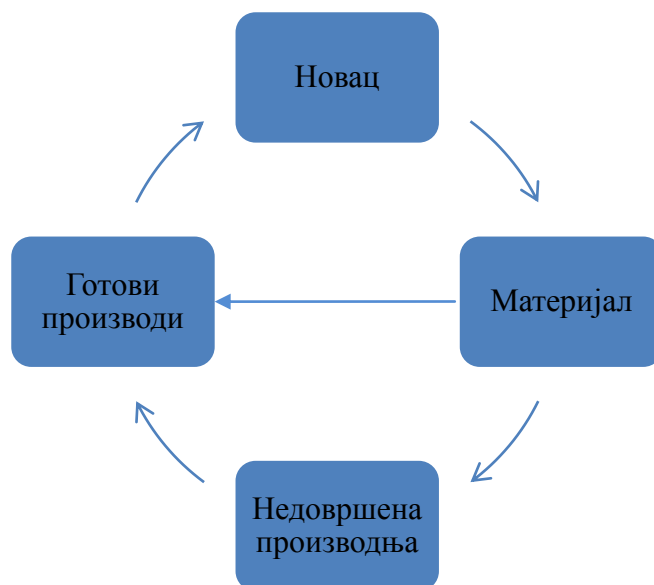 Новац
Готови
производи
Материјал
Недовршена
производња